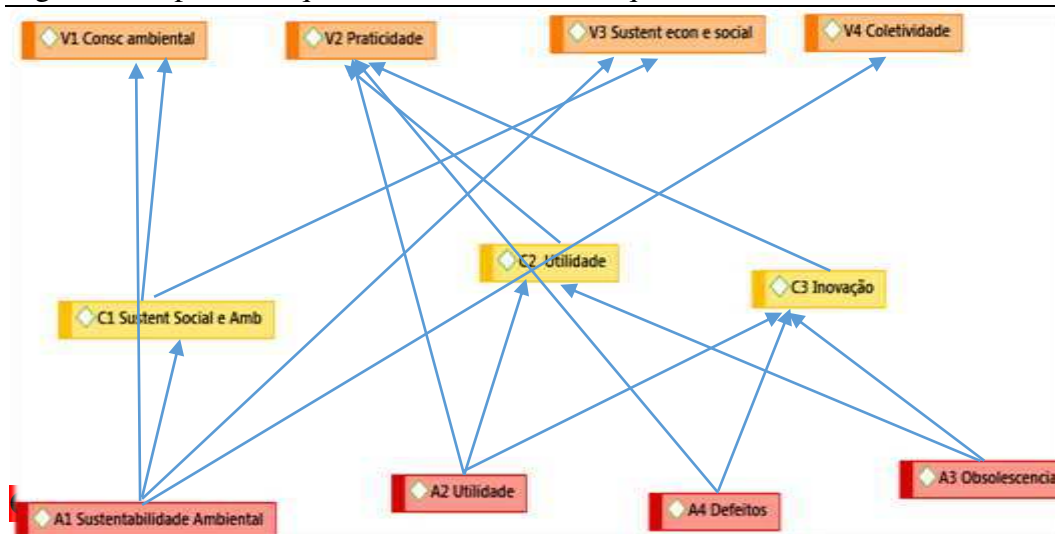 V1 Consc ambiental
V2 Praticidade
V3 Sustent econ e social
V4 Coletividade
C2 Utilidade
C3 Inovação
C1 Sustent Social e Amb
A3 Obsolescencia
A2 Utilidade
A4 Defeitos
A1 Sustentabilidade Ambiental